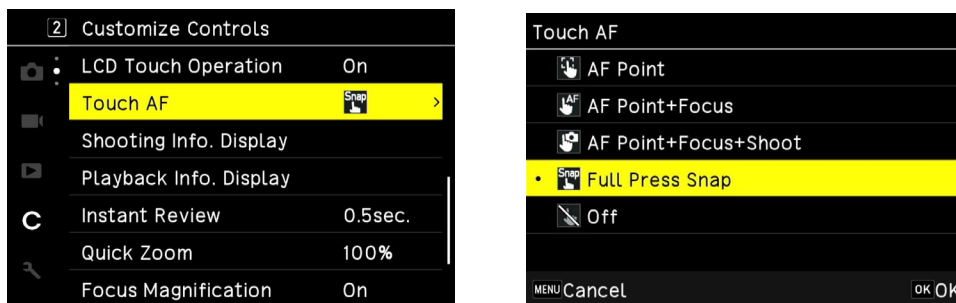 2 Customize Controls
LCD Touch Operation On
Touch AF Snap >
Shooting Info. Display
Playback Info. Display
C Instant Review 0.5sec.
Quick Zoom 100%
Focus Magnification On
Touch AF
AF Point
AF AF Point+Focus
AF Point+Focus+Shoot
• Snap Full Press Snap
Off
MENU Cancel OK OK